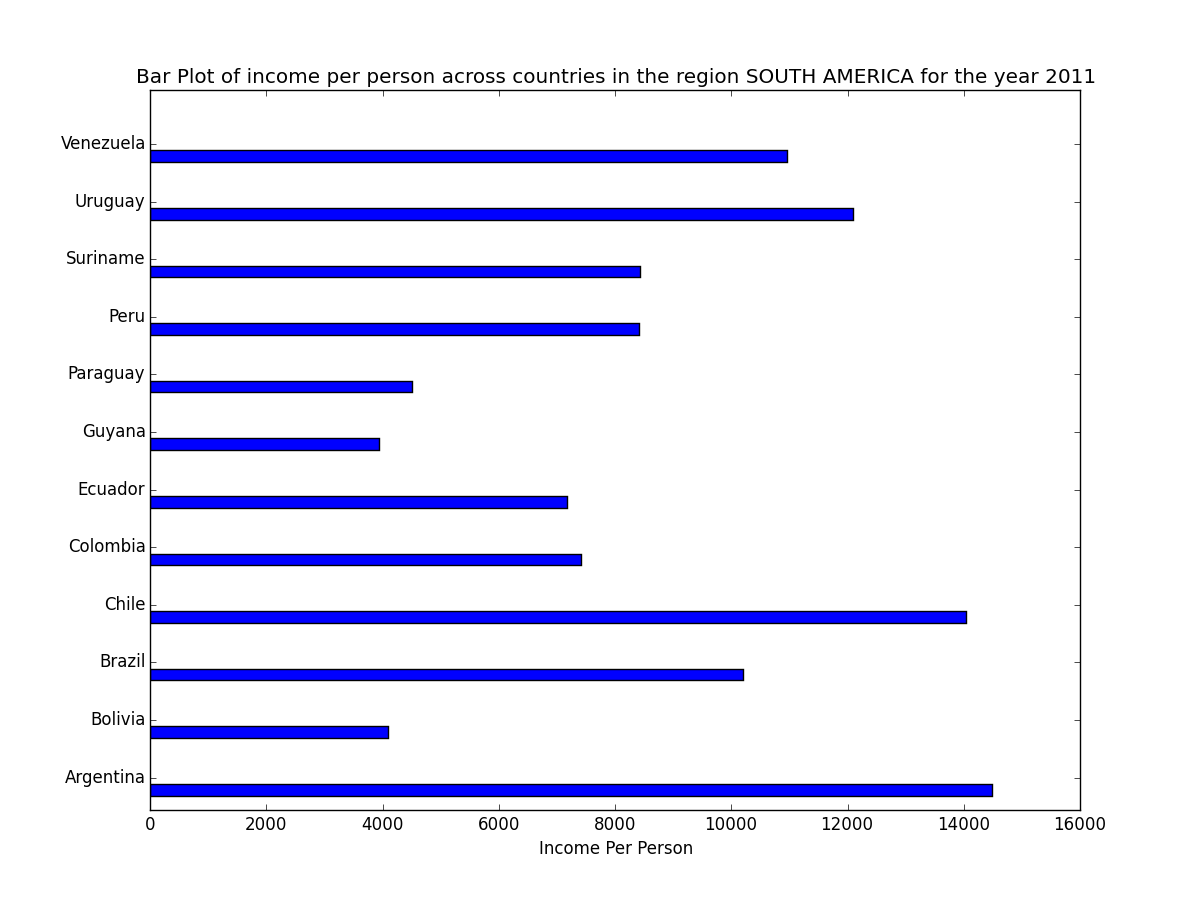 Bar Plot of income per person across countries in the region SOUTH AMERICA for the year 2011
Venezuela
Uruguay
Suriname
Peru
Paraguay
Guyana
Ecuador
Colombia
Chile
Brazil
Bolivia
Argentina
0 2000 4000 6000 8000 10000 12000 14000 16000
Income Per Person